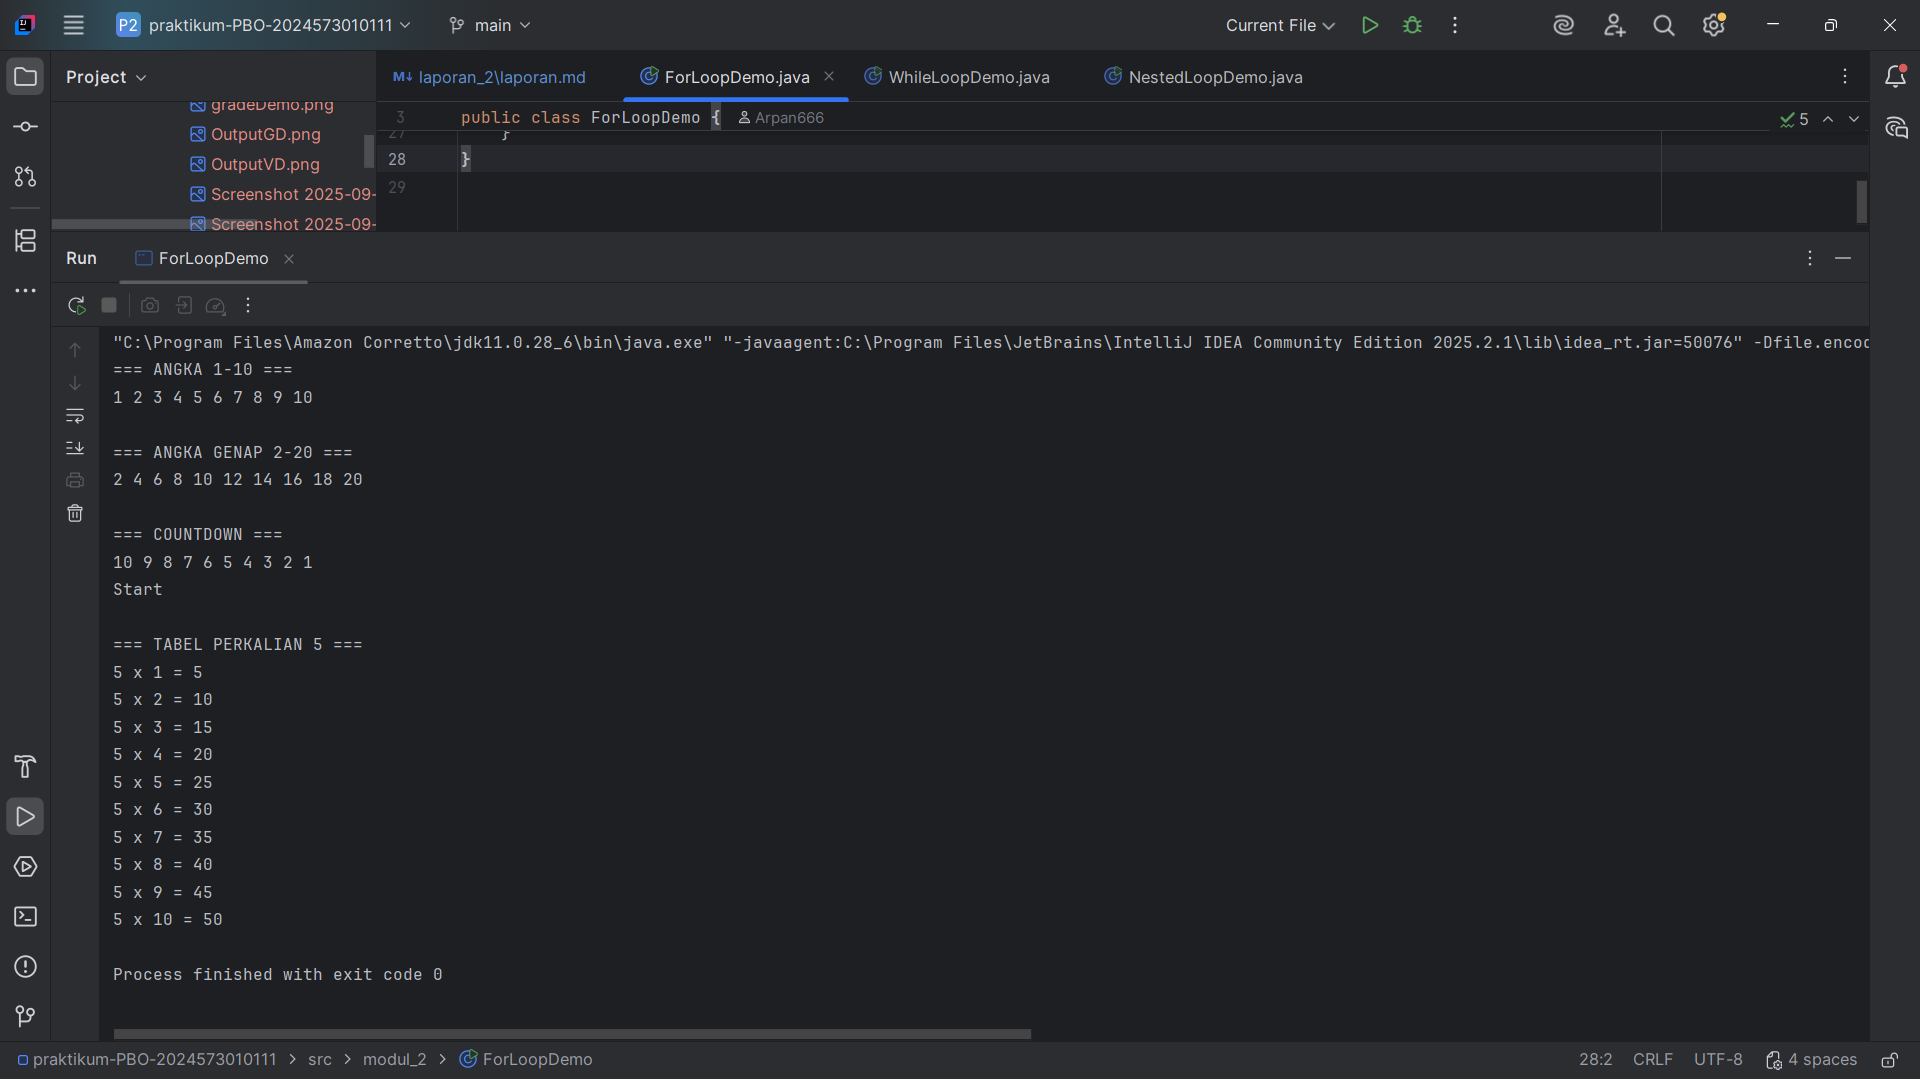 P2 praktikum-PBO-2024573010111
main
Current File
Project
laporan_2\laporan.md
ForLoopDemo.java
WhileLoopDemo.java
NestedLoopDemo.java
gradeDemo.png
OutputGD.png
OutputVD.png
Screenshot 2025-09-
Screenshot 2025-09-
3 public class ForLoopDemo { Arpan666
5
27 }
28 }
29
Run
ForLoopDemo
"C:\Program Files\Amazon Corretto\jdk11.0.28_6\bin\java.exe" "-javaagent:C:\Program Files\JetBrains\IntelliJ IDEA Community Edition 2025.2.1\lib\idea_rt.jar=50076" -Dfile.encod
=== ANGKA 1-10 ===
1 2 3 4 5 6 7 8 9 10
=== ANGKA GENAP 2-20 ===
2 4 6 8 10 12 14 16 18 20
=== COUNTDOWN ===
10 9 8 7 6 5 4 3 2 1
Start
=== TABEL PERKALIAN 5 ===
5 x 1 = 5
5 x 2 = 10
5 x 3 = 15
5 x 4 = 20
5 x 5 = 25
5 x 6 = 30
5 x 7 = 35
5 x 8 = 40
5 x 9 = 45
5 x 10 = 50
Process finished with exit code 0
praktikum-PBO-2024573010111 > src > modul_2 > ForLoopDemo
28:2 CRLF UTF-8 4 spaces